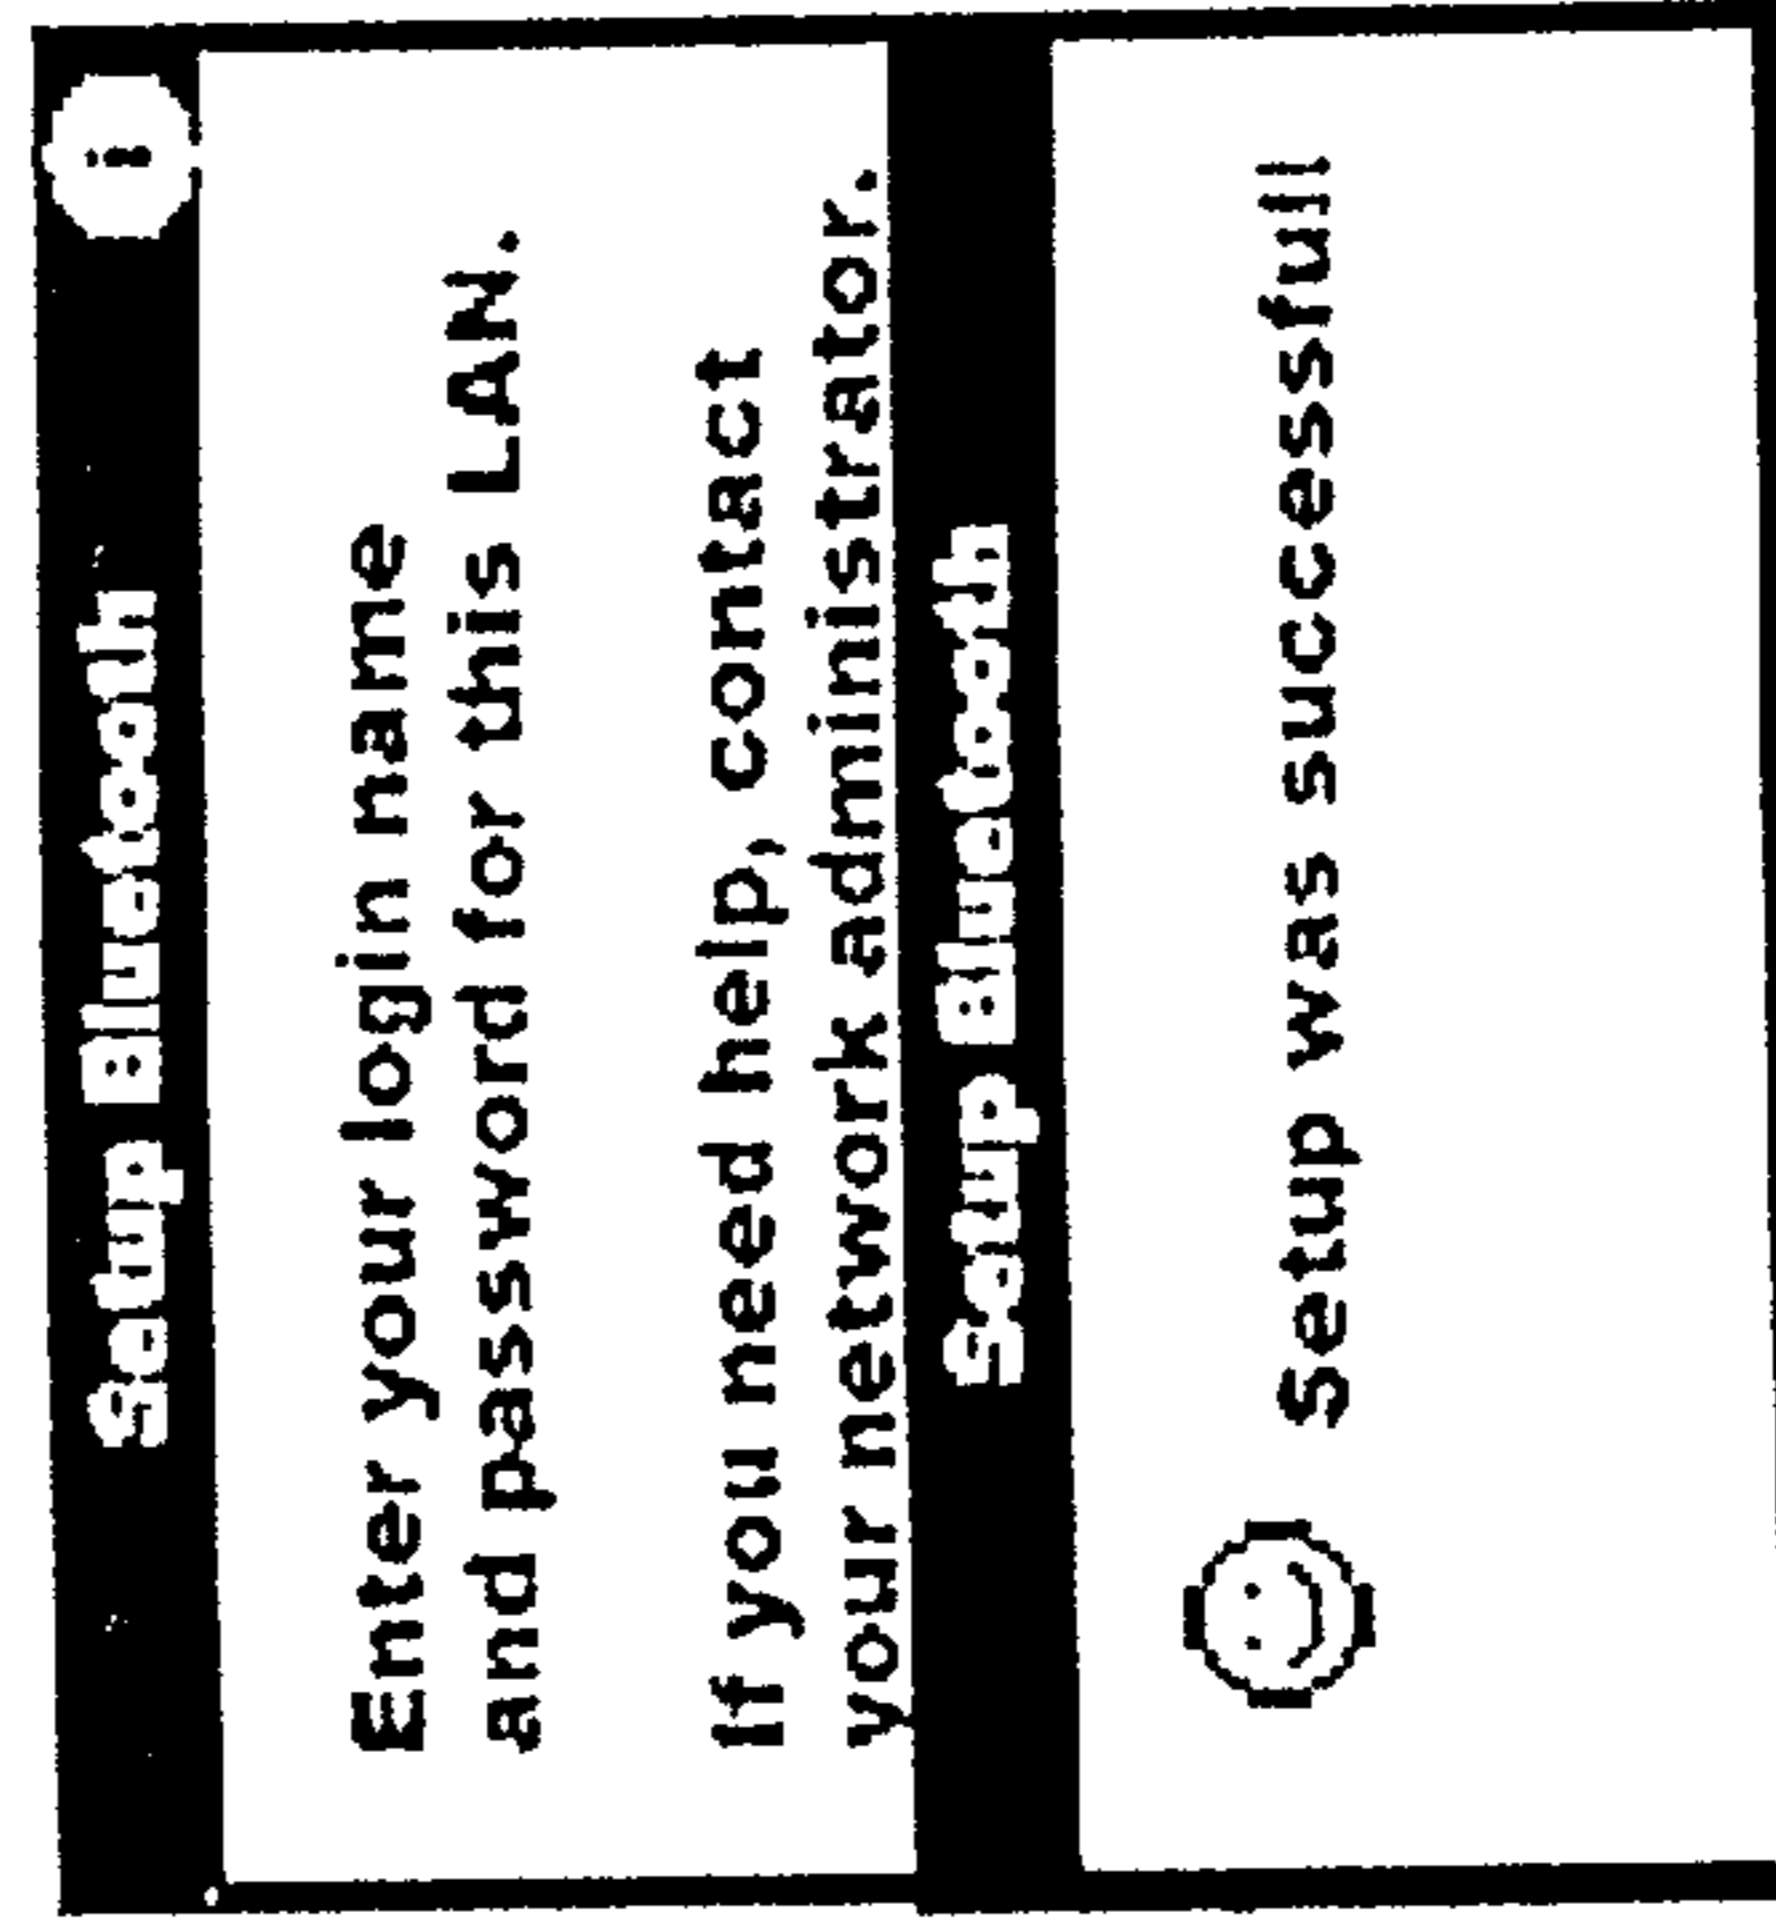 Setup Bluetooth i
Enter your login name
and password for this LAN.
If you need help, contact
your network administrator.
Setup Bluetooth
Setup was successfull